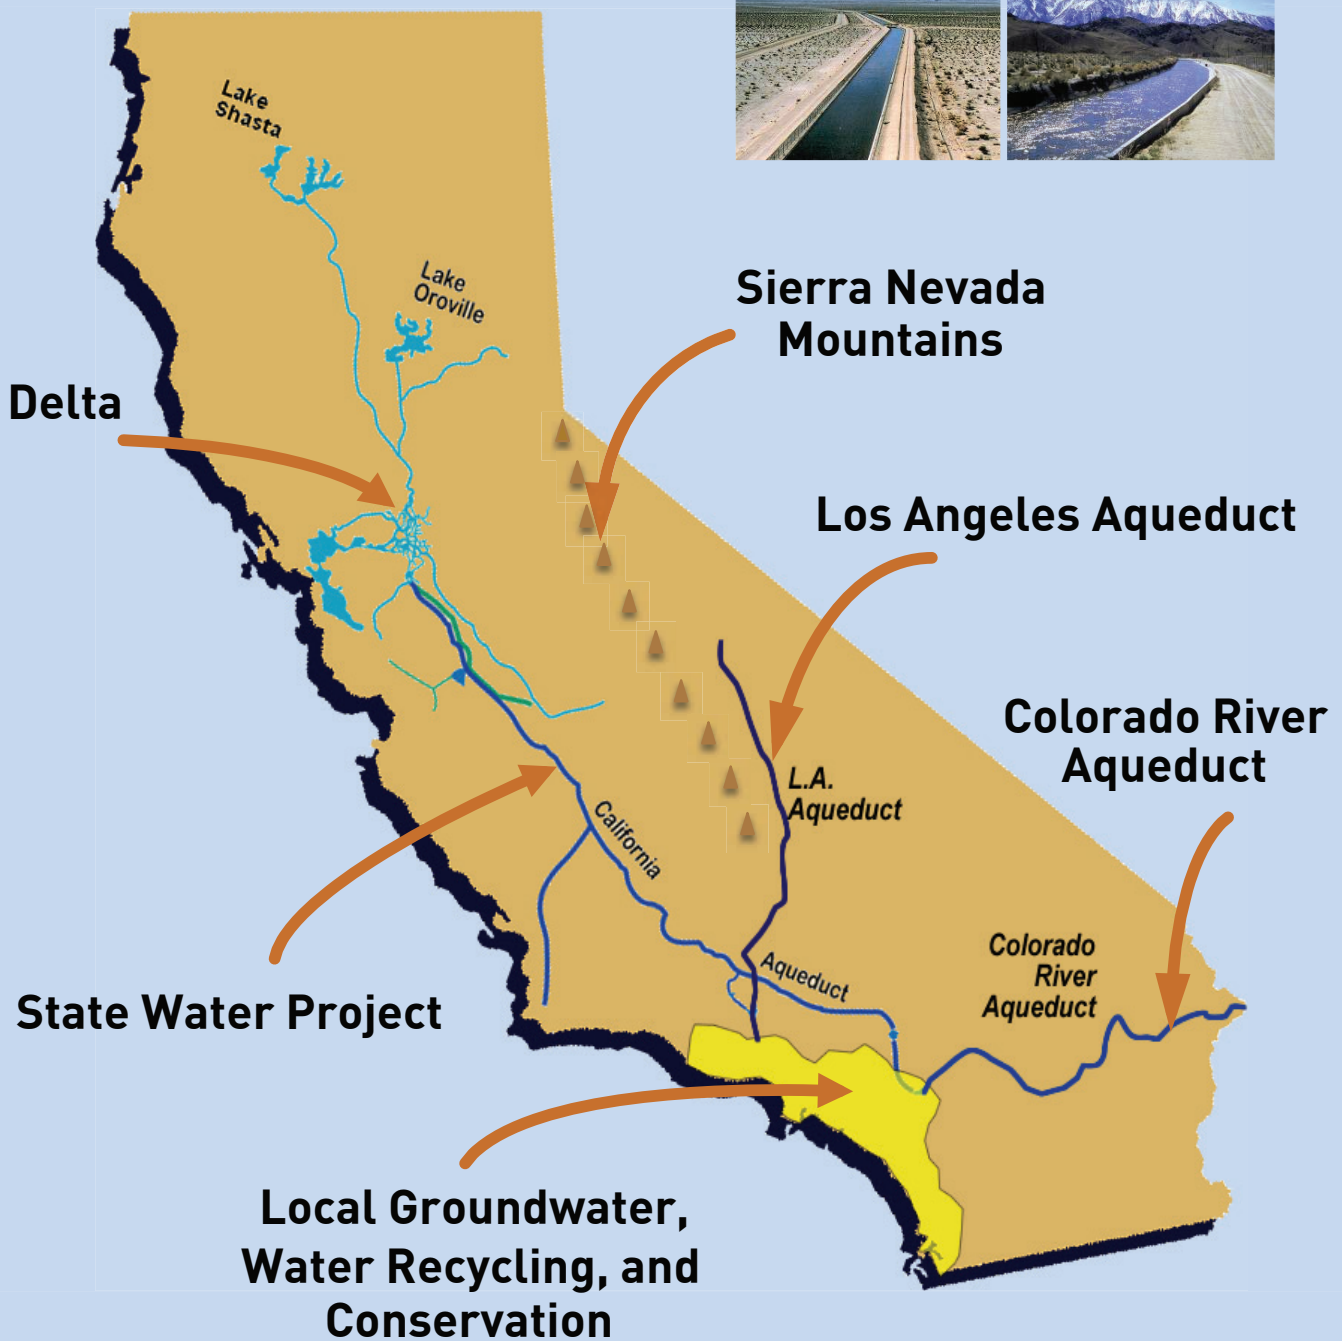 Lake
Shasta
Lake
Oroville
Sierra Nevada
Mountains
Delta
Los Angeles Aqueduct
Colorado River
Aqueduct
L.A.
Aqueduct
California
Aqueduct
Colorado
River
Aqueduct
State Water Project
Local Groundwater,
Water Recycling, and
Conservation